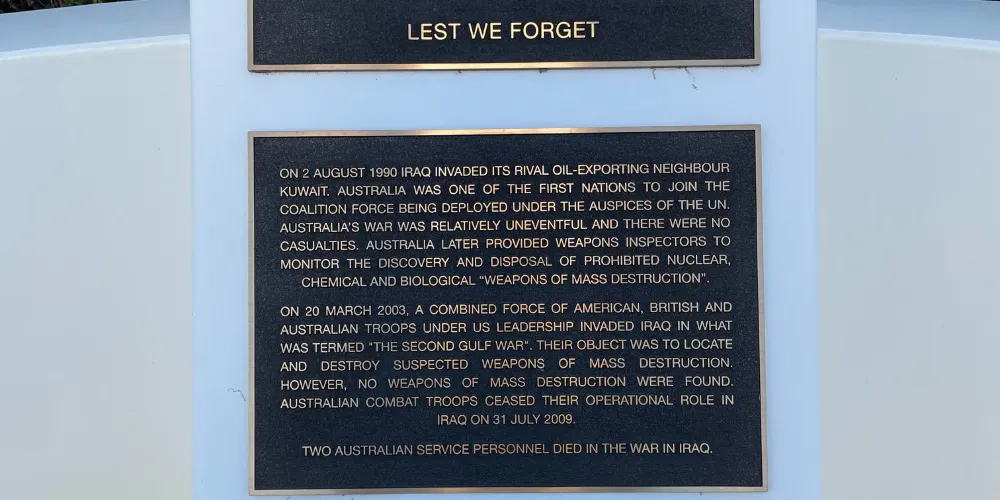 LEST WE FORGET
ON 2 AUGUST 1990 IRAQ INVADED ITS RIVAL OIL-EXPORTING NEIGHBOUR
KUWAIT. AUSTRALIA WAS ONE OF THE FIRST NATIONS TO JOIN THE
COALITION FORCE BEING DEPLOYED UNDER THE AUSPICES OF THE UN.
AUSTRALIA'S WAR WAS RELATIVELY UNEVENTFUL AND THERE WERE NO
CASUALTIES. AUSTRALIA LATER PROVIDED WEAPONS INSPECTORS TO
MONITOR THE DISCOVERY AND DISPOSAL OF PROHIBITED NUCLEAR,
CHEMICAL AND BIOLOGICAL “WEAPONS OF MASS DESTRUCTION”.
ON 20 MARCH 2003, A COMBINED FORCE OF AMERICAN, BRITISH AND
AUSTRALIAN TROOPS UNDER US LEADERSHIP INVADED IRAQ IN WHAT
WAS TERMED "THE SECOND GULF WAR". THEIR OBJECT WAS TO LOCATE
AND DESTROY SUSPECTED WEAPONS OF MASS DESTRUCTION.
HOWEVER, NO WEAPONS OF MASS DESTRUCTION WERE FOUND.
AUSTRALIAN COMBAT TROOPS CEASED THEIR OPERATIONAL ROLE IN
IRAQ ON 31 JULY 2009.
TWO AUSTRALIAN SERVICE PERSONNEL DIED IN THE WAR IN IRAQ.